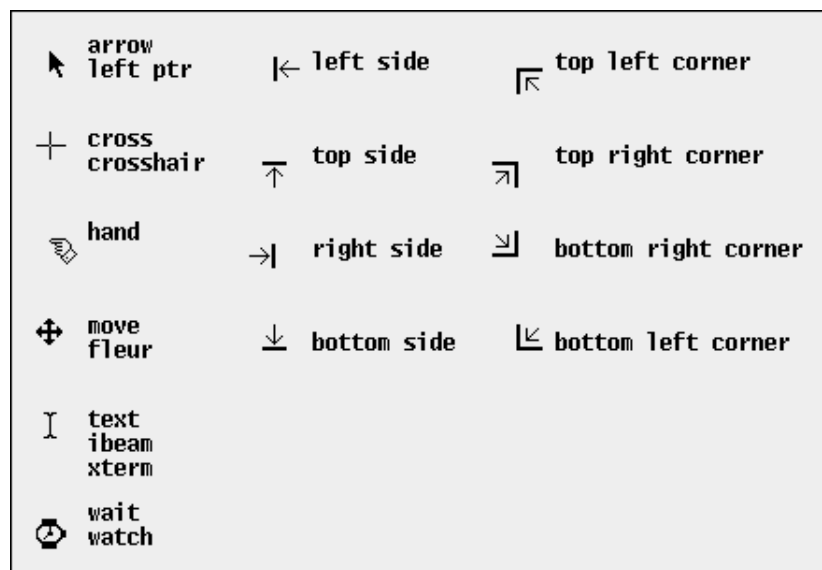 arrow
left ptr
left side
top left corner
cross
crosshair
top side
top right corner
hand
right side
bottom right corner
move
fleur
bottom side
bottom left corner
text
ibeam
xterm
wait
watch